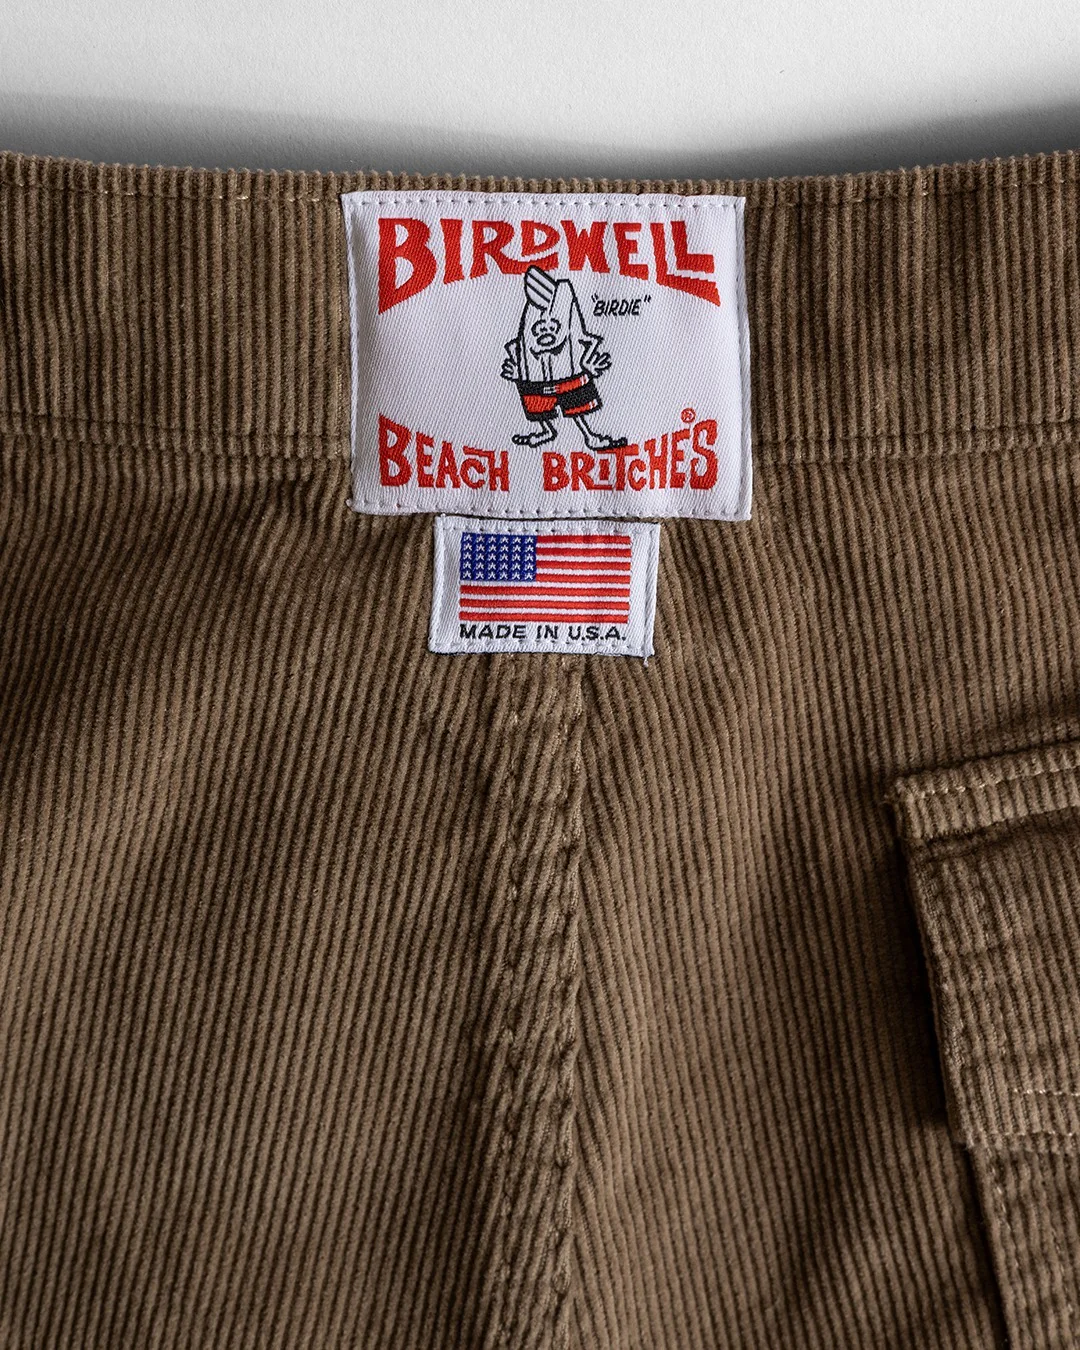 BIRDWELL
"BIRDIE"
BEACH BRITCHES®
MADE IN U.S.A.